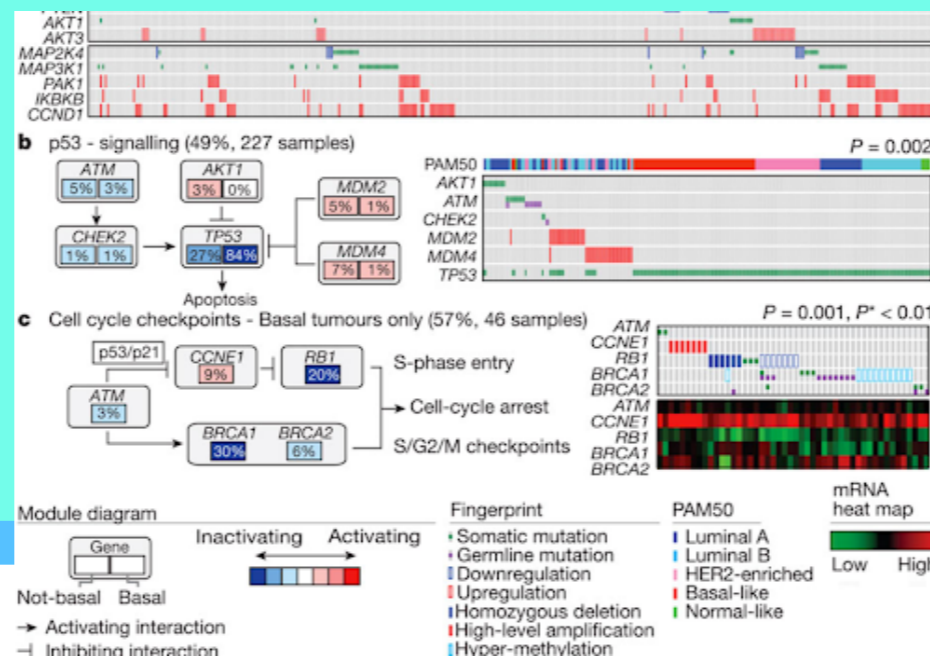 AKT1
AKT3
MAP2K4
MAP3K1
PAK1
IKBKB
CCND1
b p53 - signalling (49%, 227 samples)
P = 0.002
ATM
5% 3%
AKT1
3% 0%
MDM2
5% 1%
CHEK2
1% 1%
TP53
27% 84%
MDM4
7% 1%
Apoptosis
PAM50
AKT1
ATM
CHEK2
MDM2
MDM4
TP53
c Cell cycle checkpoints - Basal tumours only (57%, 46 samples)
P = 0.001, P* < 0.01
p53/p21
CCNE1
9%
RB1
20%
S-phase entry
ATM
3%
Cell-cycle arrest
BRCA1
30%
BRCA2
6%
S/G2/M checkpoints
ATM
CCNE1
RB1
BRCA1
BRCA2
ATM
CCNE1
RB1
BRCA1
BRCA2
Module diagram
Gene
Not-basal Basal
Activating interaction
Inhibiting interaction
Inactivating Activating
Fingerprint
Somatic mutation
Germline mutation
Downregulation
Upregulation
Homozygous deletion
High-level amplification
Hyper-methylation
PAM50
Luminal A
Luminal B
HER2-enriched
Basal-like
Normal-like
mRNA
heat map
Low High